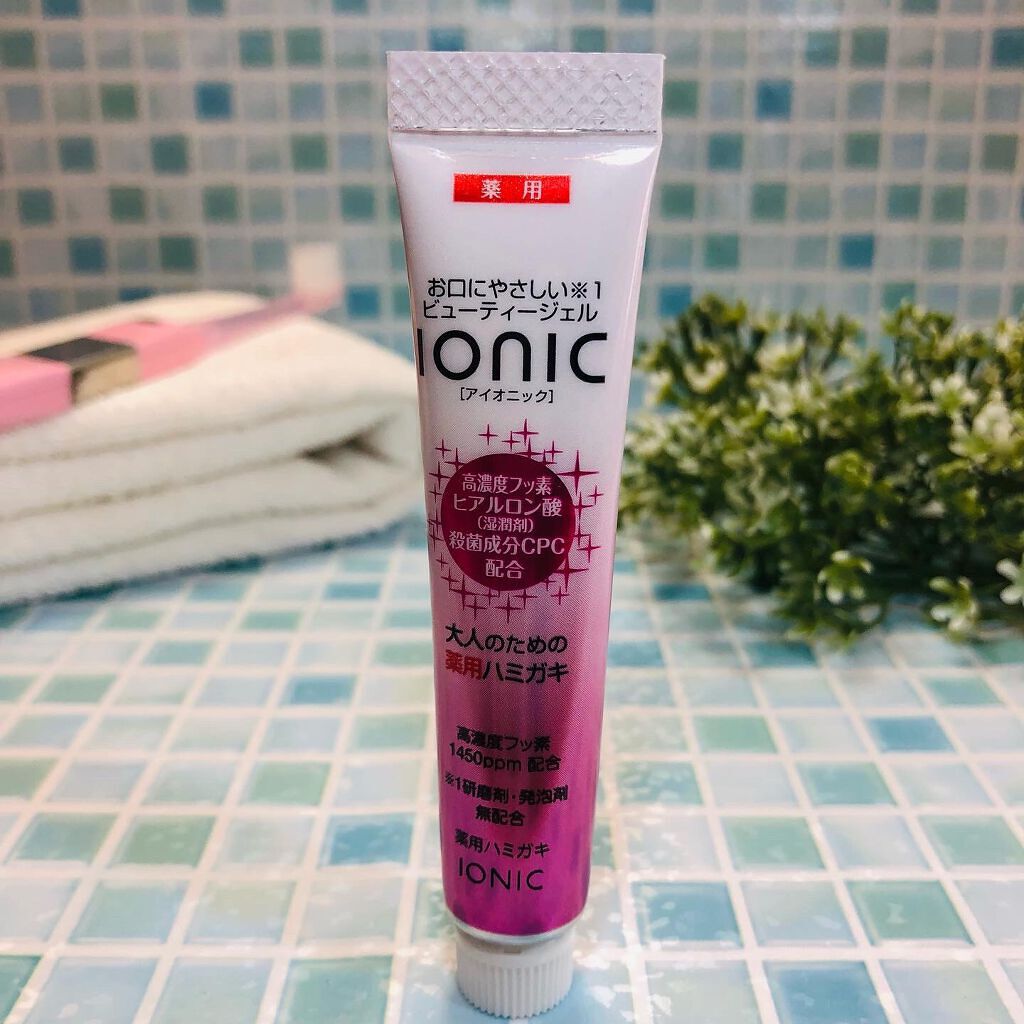 薬用
お口にやさしい※1
ビューティージェル
IONIC
[アイオニック]
高濃度フッ素
ヒアルロン酸
(湿潤剤)
殺菌成分CPC
配合
大人のための
薬用ハミガキ
高濃度フッ素
1450ppm 配合
※1研磨剤・発泡剤
無配合
薬用ハミガキ
IONIC